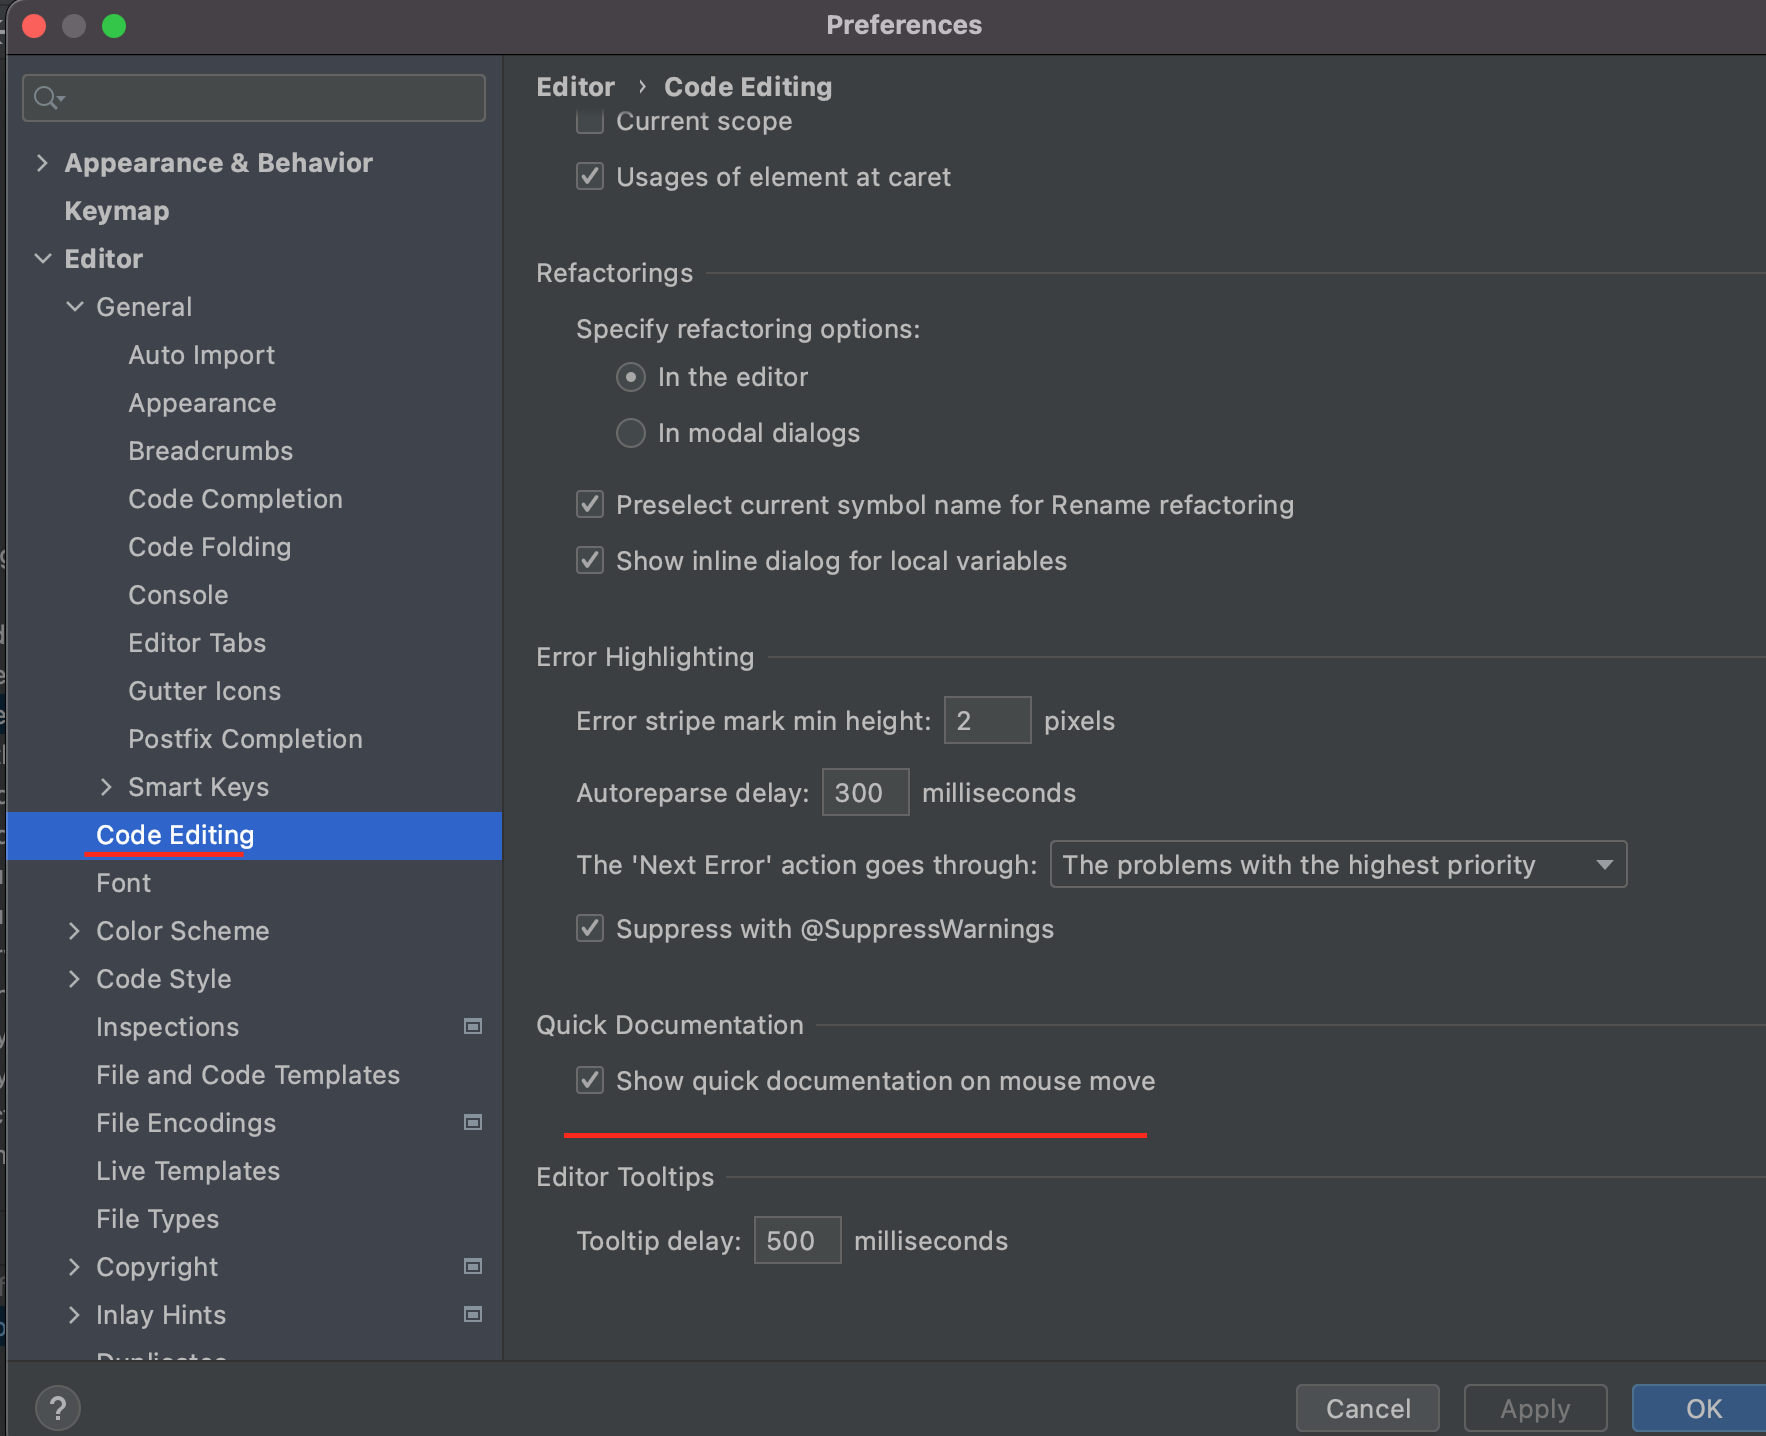 Preferences
Appearance & Behavior
Keymap
Editor
General
Auto Import
Appearance
Breadcrumbs
Code Completion
Code Folding
Console
Editor Tabs
Gutter Icons
Postfix Completion
Smart Keys
Code Editing
Font
Color Scheme
Code Style
Inspections
File and Code Templates
File Encodings
Live Templates
File Types
Copyright
Inlay Hints
Duplicates
Editor › Code Editing
Current scope
Usages of element at caret
Refactorings
Specify refactoring options:
In the editor
In modal dialogs
Preselect current symbol name for Rename refactoring
Show inline dialog for local variables
Error Highlighting
Error stripe mark min height: 2 pixels
Autoreparse delay: 300 milliseconds
The 'Next Error' action goes through: The problems with the highest priority
Suppress with @SuppressWarnings
Quick Documentation
Show quick documentation on mouse move
Editor Tooltips
Tooltip delay: 500 milliseconds
?
Cancel
Apply
OK